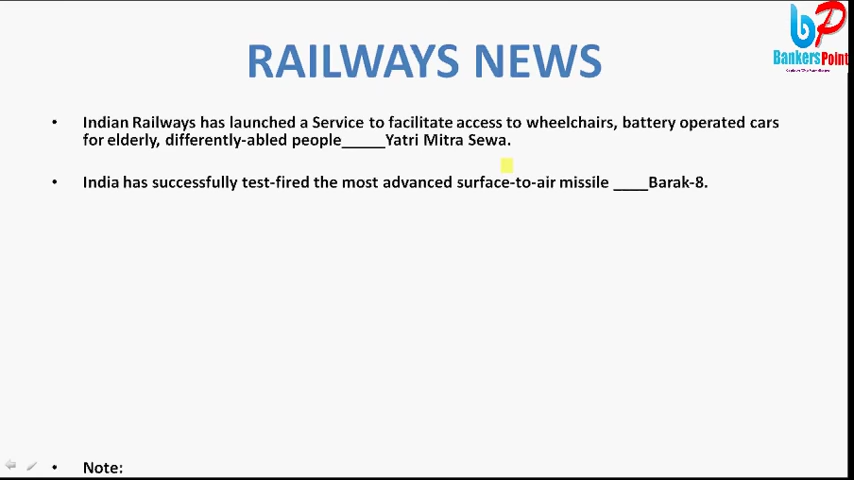 bP
BankersPoint
RAILWAYS NEWS
• Indian Railways has launched a Service to facilitate access to wheelchairs, battery operated cars
for elderly, differently-abled people_____Yatri Mitra Sewa.
• India has successfully test-fired the most advanced surface-to-air missile ____Barak-8.
• Note: